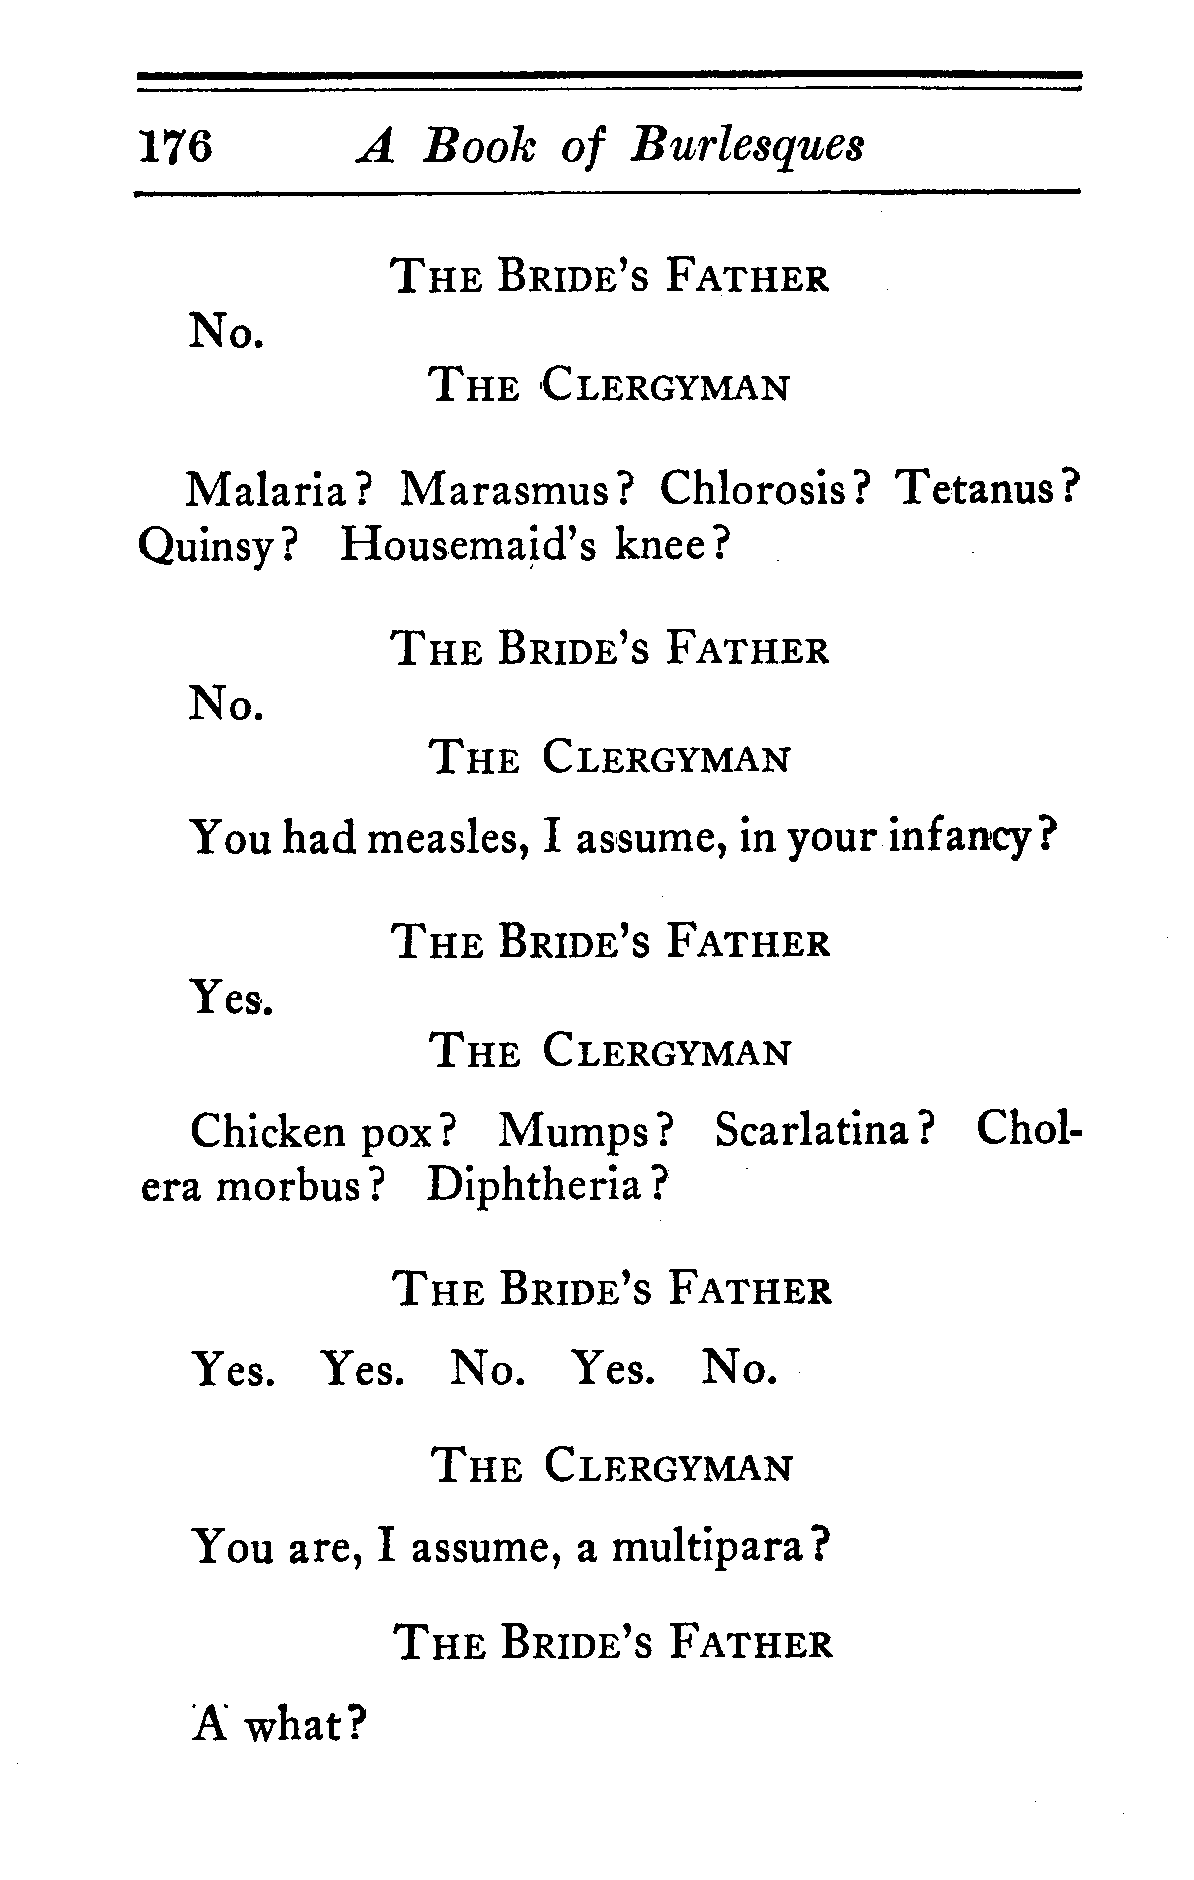 176 A Book of Burlesques
The Bride's Father
No.
The Clergyman
Malaria? Marasmus? Chlorosis? Tetanus?
Quinsy? Housemaid's knee?
The Bride's Father
No.
The Clergyman
You had measles, I assume, in your infancy?
The Bride's Father
Yes.
The Clergyman
Chicken pox? Mumps? Scarlatina? Chol-
era morbus? Diphtheria?
The Bride's Father
Yes. Yes. No. Yes. No.
The Clergyman
You are, I assume, a multipara?
The Bride's Father
A what?